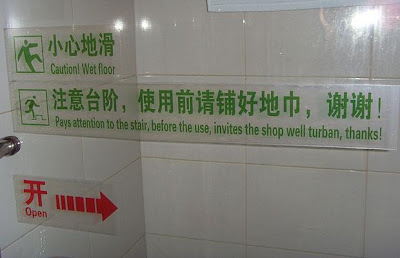 小心地滑
Caution! Wet floor
注意台阶，使用前请铺好地巾，谢谢！
Pays attention to the stair, before the use, invites the shop well turban, thanks!
开
Open